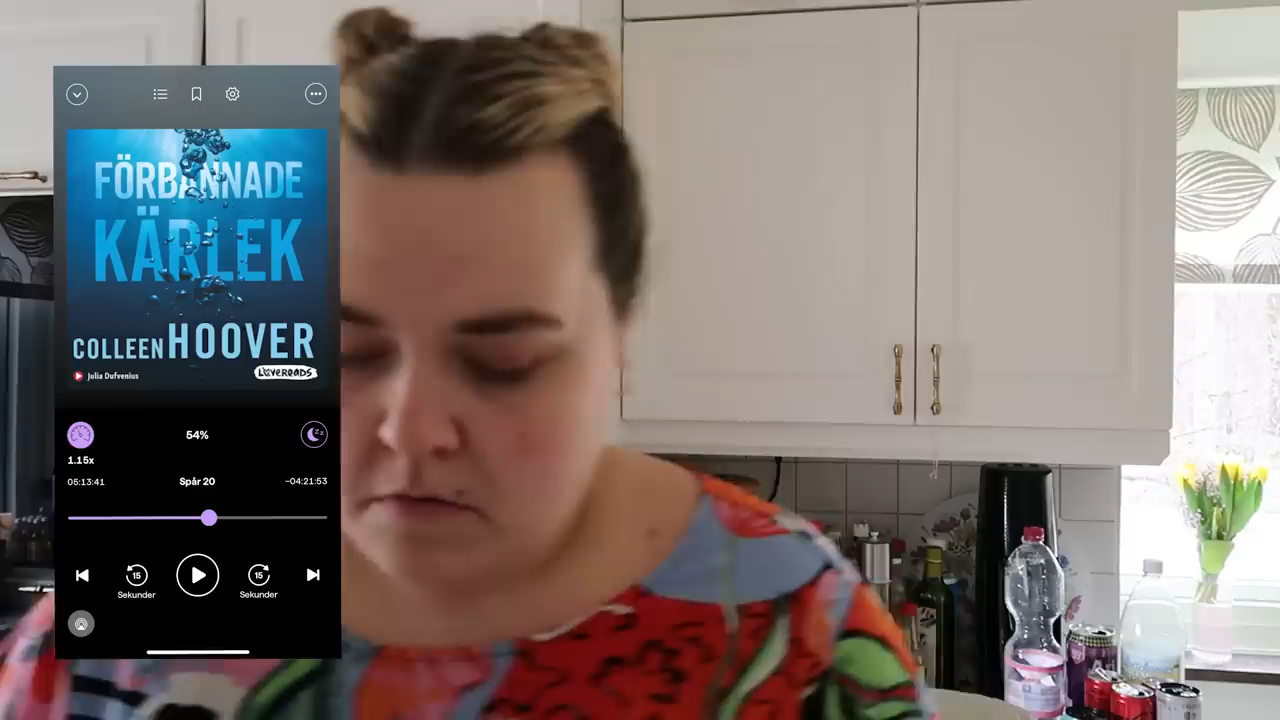 FÖRBANNADE
KÄRLEK
COLLEEN HOOVER
Julia Dufvenius
LOVEREADS
54%
1.15x
05:13:41
Spår 20
−04:21:53
15
15
Sekunder
Sekunder